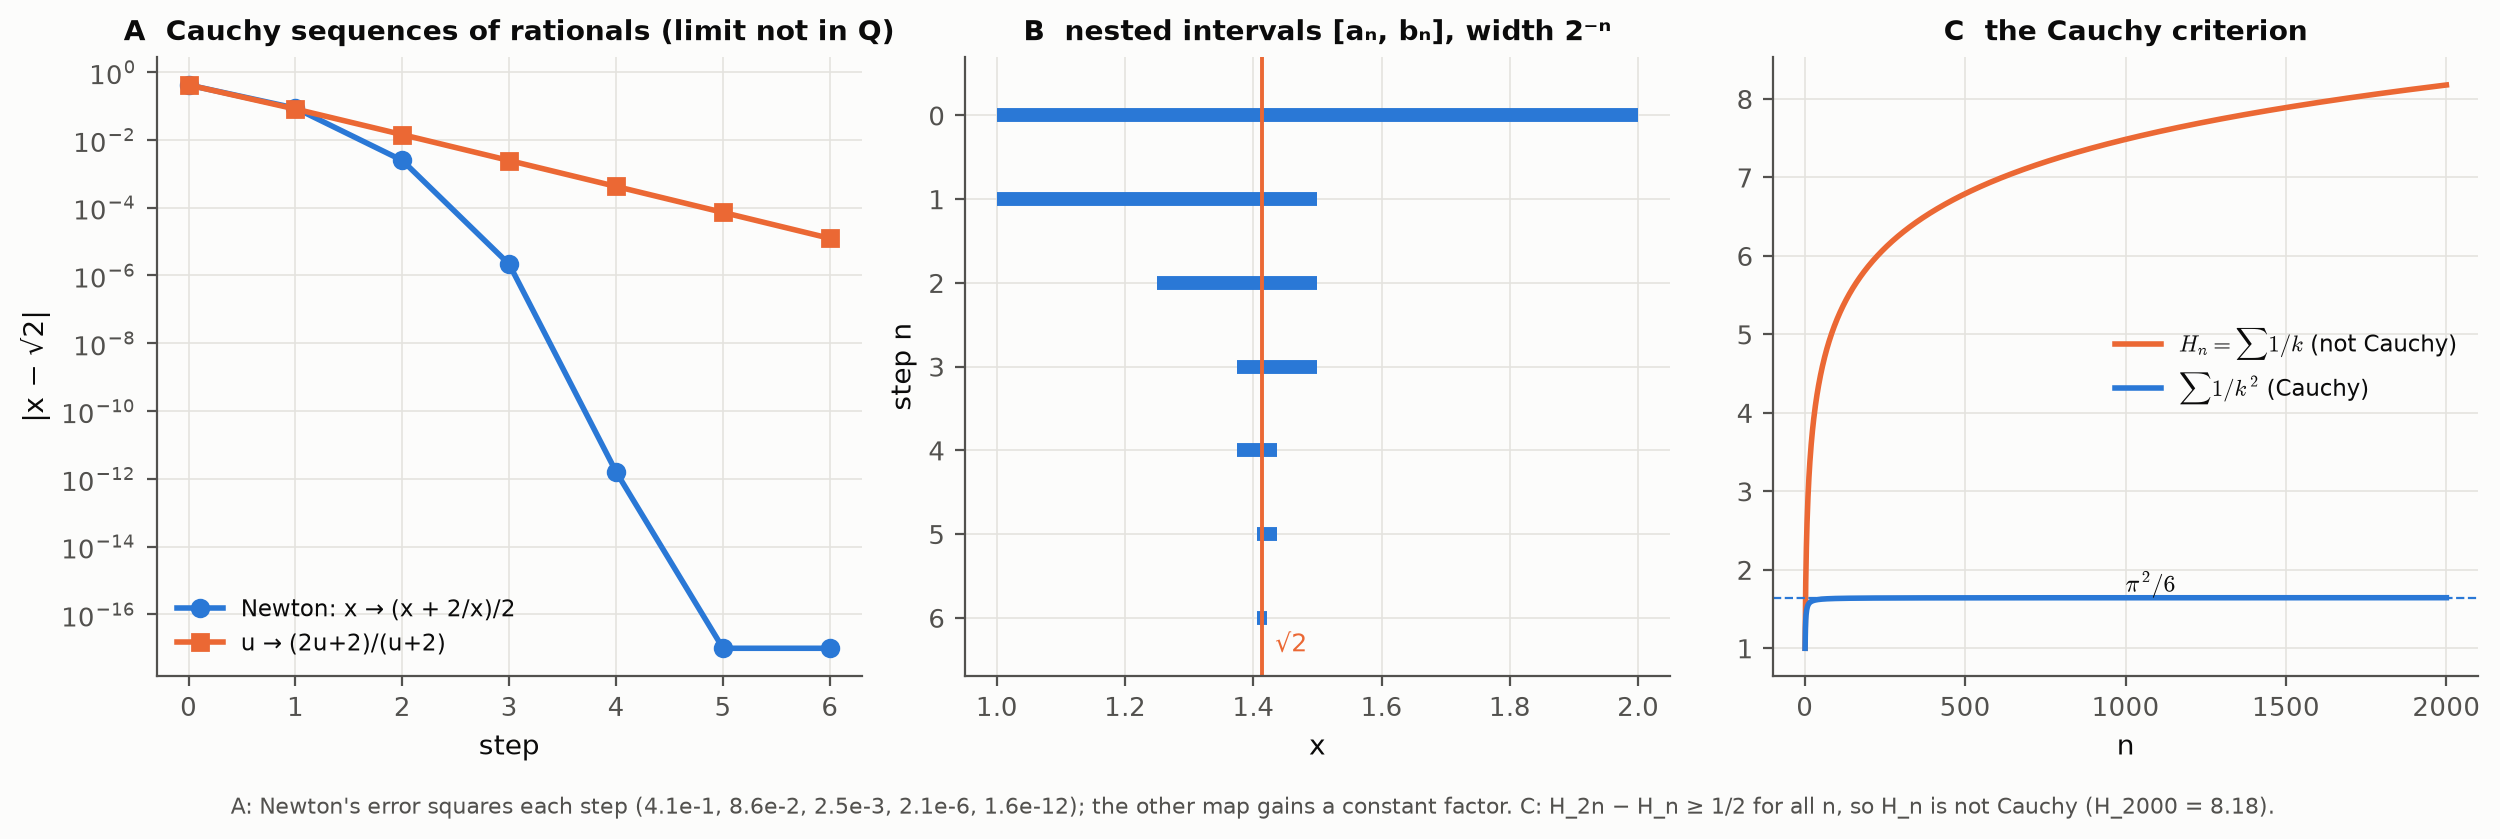 A  Cauchy sequences of rationals (limit not in Q)
|x − √2|
10⁰
10⁻²
10⁻⁴
10⁻⁶
10⁻⁸
10⁻¹⁰
10⁻¹²
10⁻¹⁴
10⁻¹⁶
Newton: x → (x + 2/x)/2
u → (2u+2)/(u+2)
0 1 2 3 4 5 6
step
B  nested intervals [aₙ, bₙ], width 2⁻ⁿ
step n
0
1
2
3
4
5
6
√2
1.0 1.2 1.4 1.6 1.8 2.0
x
C  the Cauchy criterion
8
7
6
5
4
3
2
1
Hₙ = ∑1/k (not Cauchy)
∑1/k² (Cauchy)
π²/6
0 500 1000 1500 2000
n
A: Newton's error squares each step (4.1e-1, 8.6e-2, 2.5e-3, 2.1e-6, 1.6e-12); the other map gains a constant factor. C: H_2n − H_n ≥ 1/2 for all n, so H_n is not Cauchy (H_2000 = 8.18).